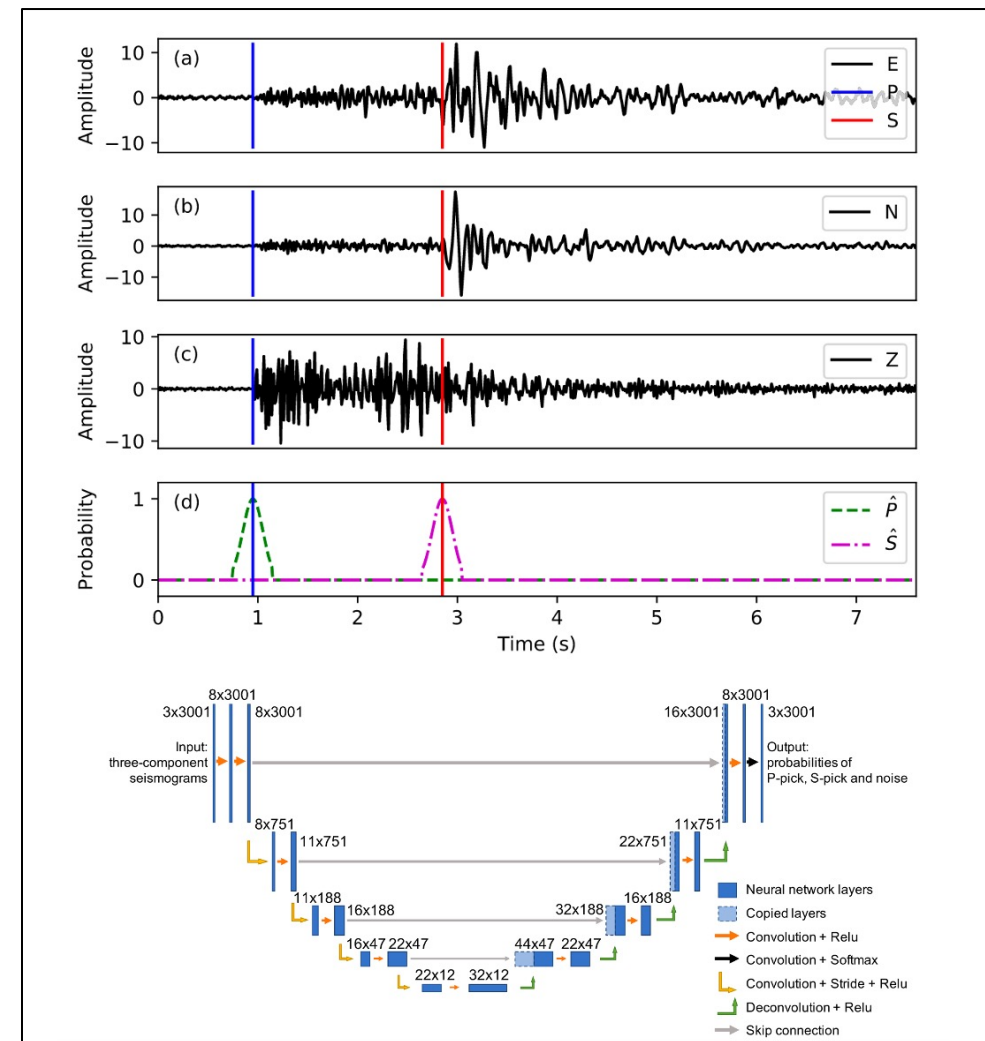 (a)
E
P
S
Amplitude
10
0
−10
(b)
N
Amplitude
10
0
−10
(c)
Z
Amplitude
10
0
−10
(d)
P̂
Ŝ
Probability
1
0
0 1 2 3 4 5 6 7
Time (s)
8x3001 8x3001
3x3001 8x3001 16x3001 3x3001
Input:
three-component
seismograms
Output:
probabilities of
P-pick, S-pick and noise
8x751 11x751
11x751 22x751
11x188 16x188
16x188 32x188
16x47 22x47 44x47 22x47
22x12 32x12
Neural network layers
Copied layers
Convolution + Relu
Convolution + Softmax
Convolution + Stride + Relu
Deconvolution + Relu
Skip connection